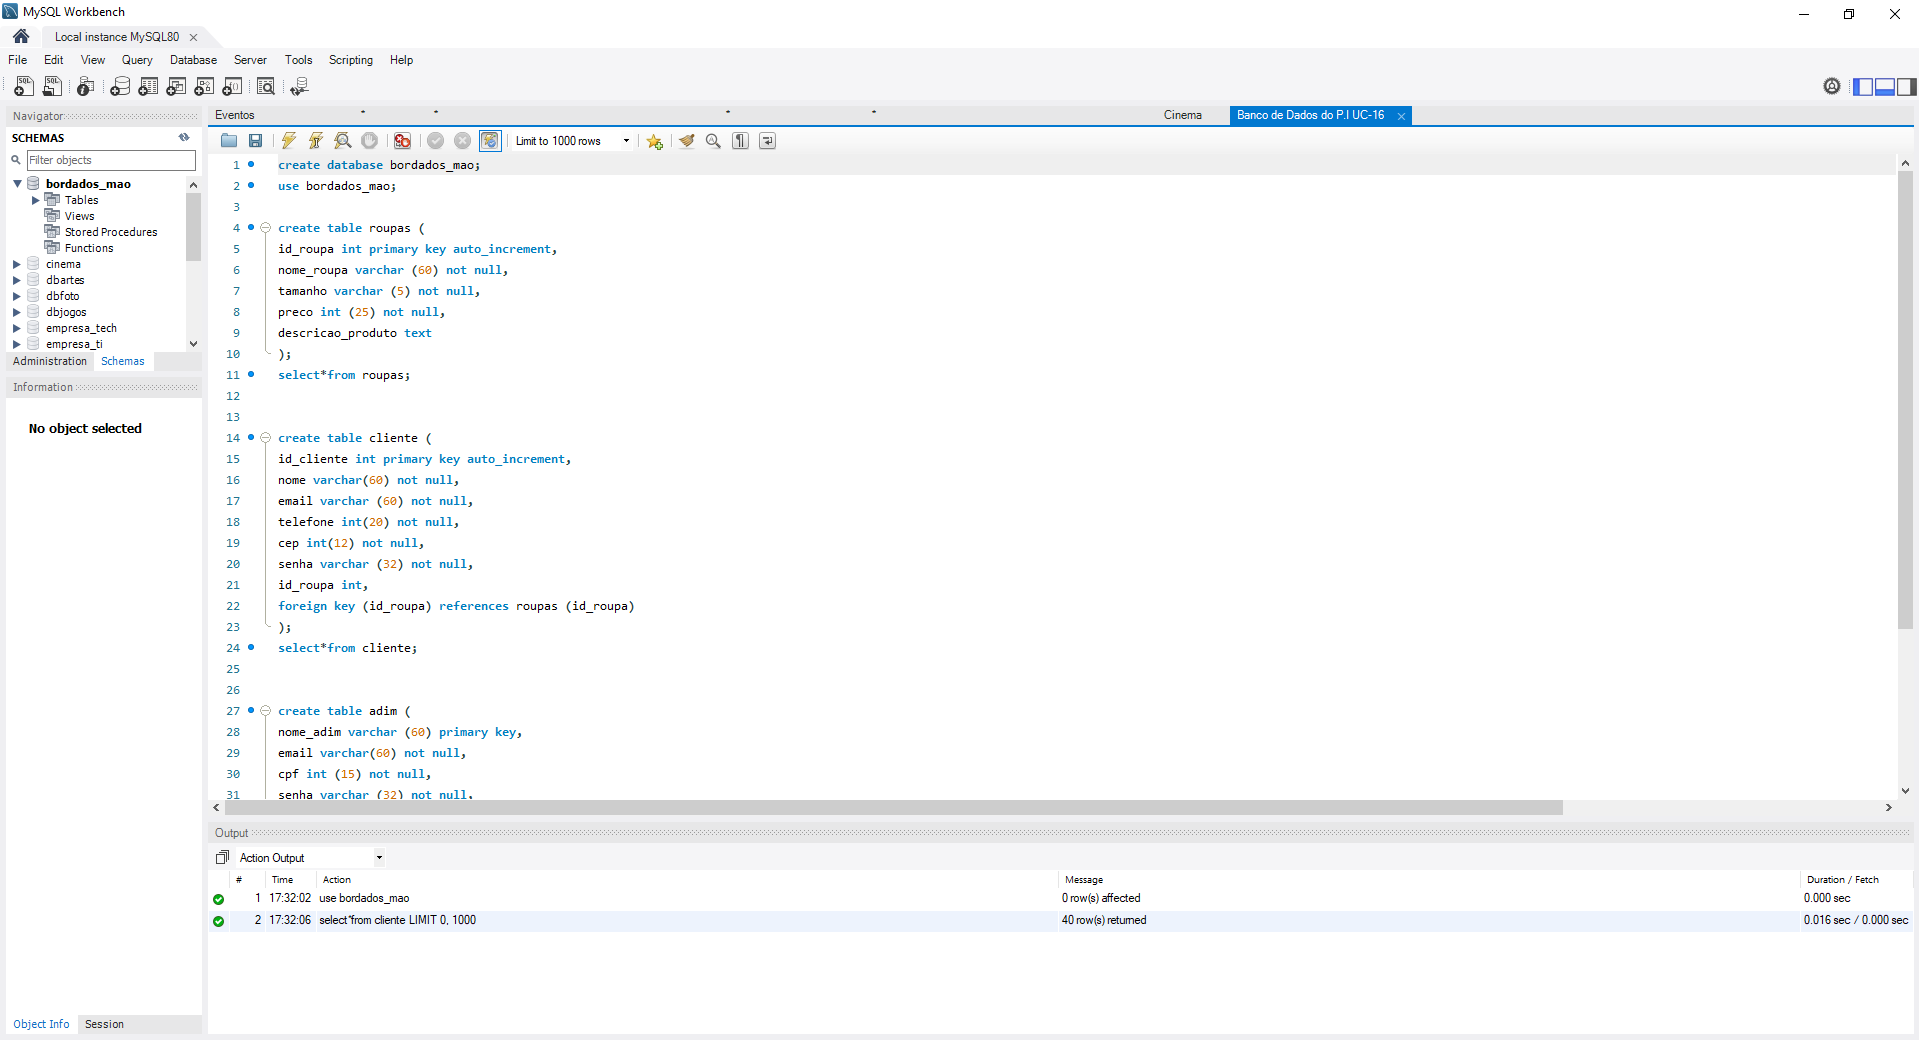 MySQL Workbench
Local instance MySQL80
File Edit View Query Database Server Tools Scripting Help
Navigator
SCHEMAS
Filter objects
bordados_mao
Tables
Views
Stored Procedures
Functions
cinema
dbartes
dbfoto
dbjogos
empresa_tech
empresa_ti
Administration Schemas
Information
No object selected
Object Info Session
Eventos Cinema Banco de Dados do P.I UC-16
Limit to 1000 rows
1 create database bordados_mao;
2 use bordados_mao;
3
4 create table roupas (
5 id_roupa int primary key auto_increment,
6 nome_roupa varchar (60) not null,
7 tamanho varchar (5) not null,
8 preco int (25) not null,
9 descricao_produto text
10 );
11 select*from roupas;
12
13
14 create table cliente (
15 id_cliente int primary key auto_increment,
16 nome varchar(60) not null,
17 email varchar (60) not null,
18 telefone int(20) not null,
19 cep int(12) not null,
20 senha varchar (32) not null,
21 id_roupa int,
22 foreign key (id_roupa) references roupas (id_roupa)
23 );
24 select*from cliente;
25
26
27 create table adim (
28 nome_adim varchar (60) primary key,
29 email varchar(60) not null,
30 cpf int (15) not null,
31 senha varchar (32) not null,
Output
Action Output
# Time Action Message Duration / Fetch
1 17:32:02 use bordados_mao 0 row(s) affected 0.000 sec
2 17:32:06 select*from cliente LIMIT 0, 1000 40 row(s) returned 0.016 sec / 0.000 sec